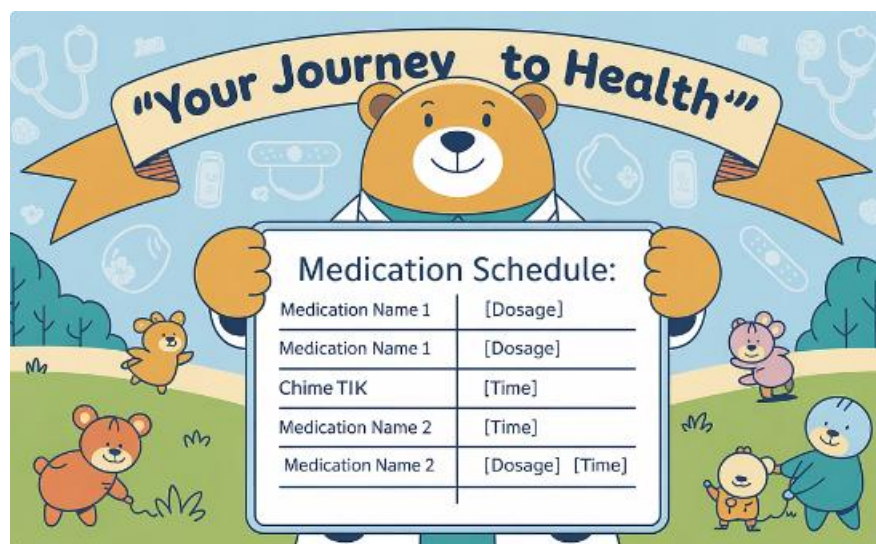 "Your Journey to Health""
Medication Schedule:
Medication Name 1 [Dosage]
Medication Name 1 [Dosage]
Chime TIK [Time]
Medication Name 2 [Time]
Medication Name 2 [Dosage] [Time]